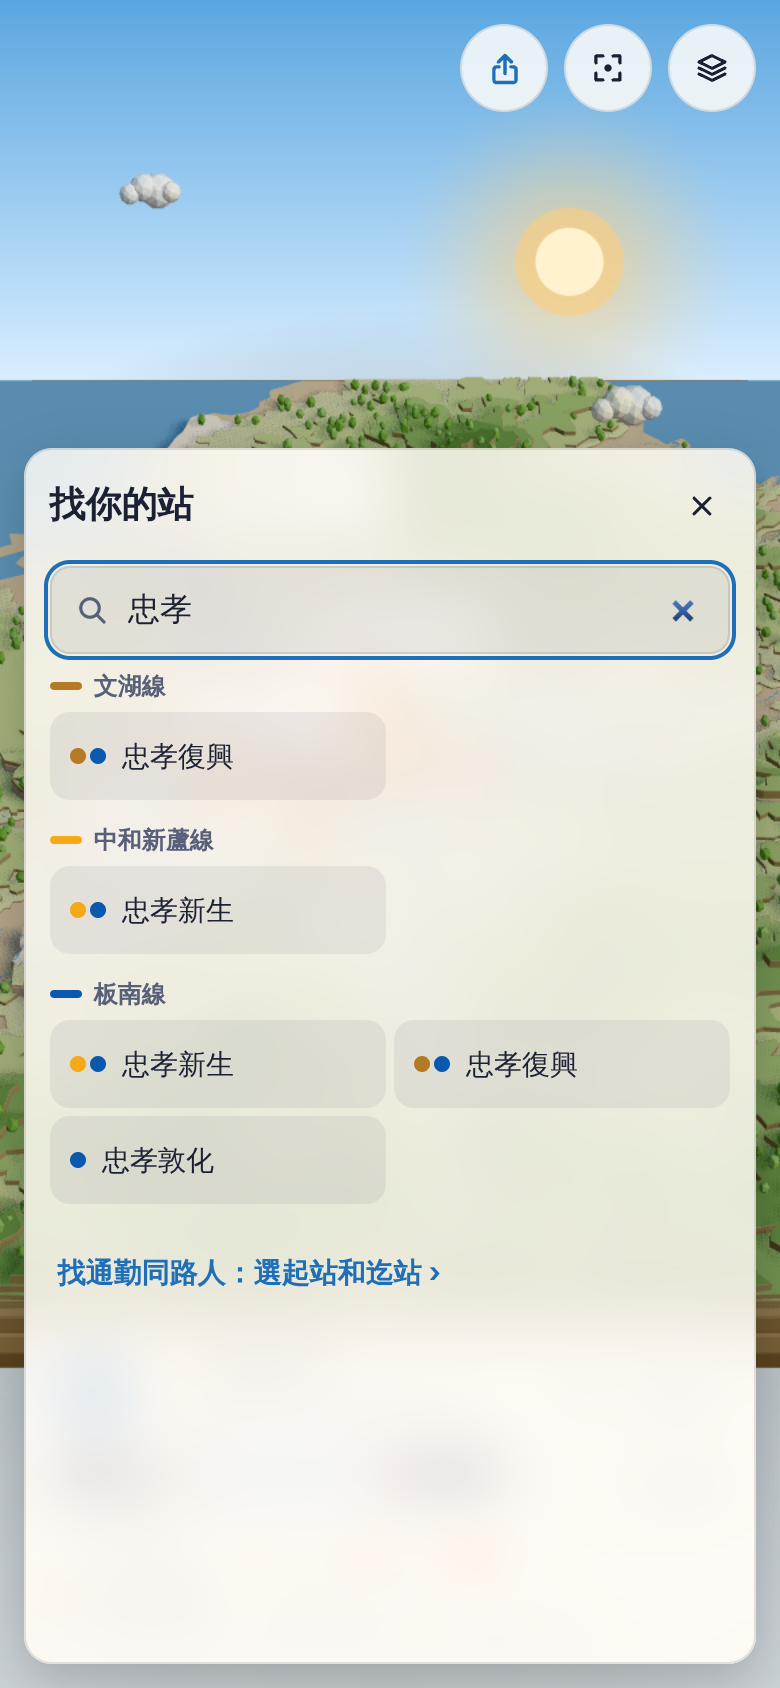 找你的站
忠孝
文湖線
忠孝復興
中和新蘆線
忠孝新生
板南線
忠孝新生
忠孝復興
忠孝敦化
找通勤同路人：選起站和迄站 ›